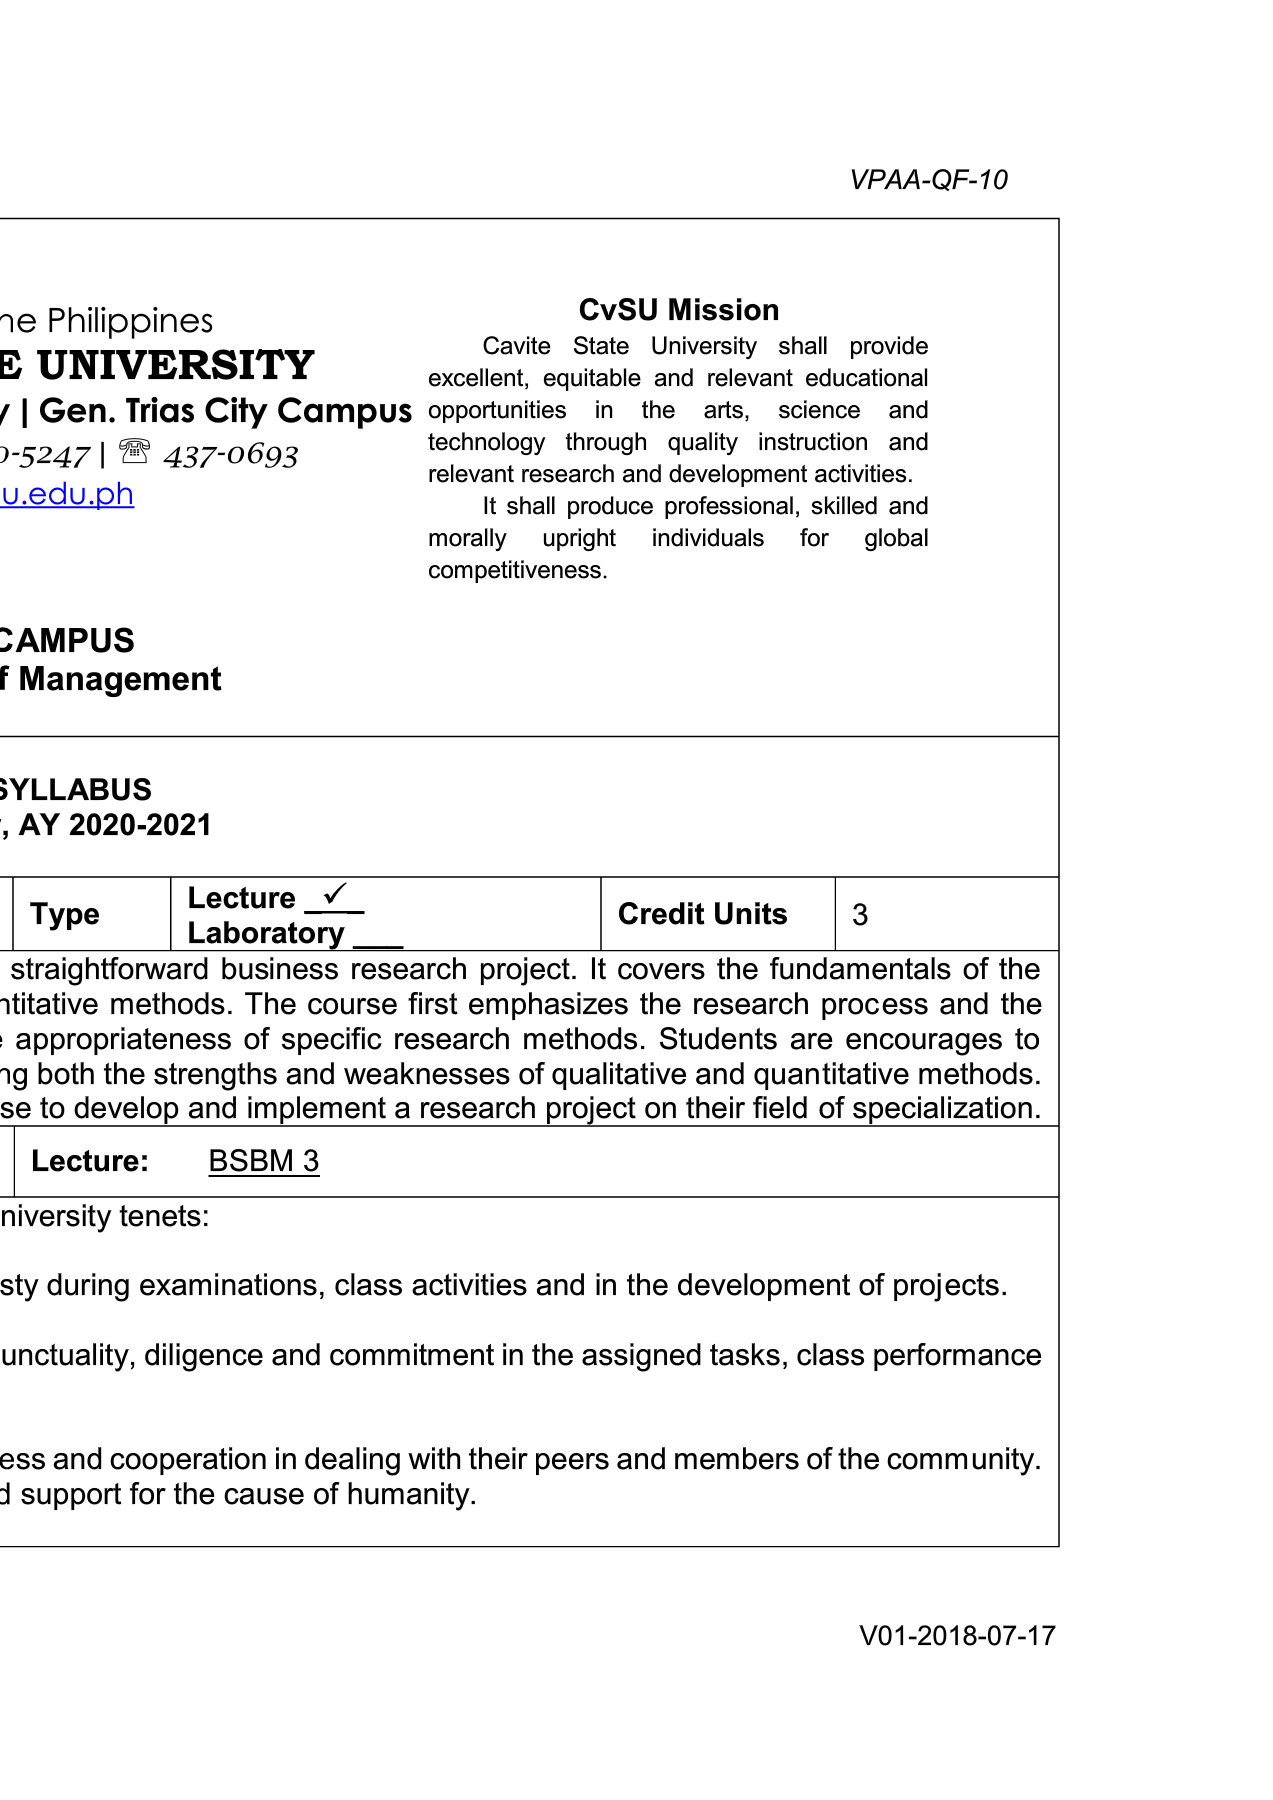 VPAA-QF-10
Philippines
UNIVERSITY
| Gen. Trias City Campus
-5247 | ☏ 437-0693
u.edu.ph
CvSU Mission
Cavite State University shall provide
excellent, equitable and relevant educational
opportunities in the arts, science and
technology through quality instruction and
relevant research and development activities.
It shall produce professional, skilled and
morally upright individuals for global
competitiveness.
CAMPUS
f Management
SYLLABUS
, AY 2020-2021
Type
Lecture _✓_
Laboratory ___
Credit Units
3
straightforward business research project. It covers the fundamentals of the
ntitative methods. The course first emphasizes the research process and the
appropriateness of specific research methods. Students are encourages to
ng both the strengths and weaknesses of qualitative and quantitative methods.
se to develop and implement a research project on their field of specialization.
Lecture: BSBM 3
niversity tenets:
sty during examinations, class activities and in the development of projects.
unctuality, diligence and commitment in the assigned tasks, class performance
ess and cooperation in dealing with their peers and members of the community.
d support for the cause of humanity.
V01-2018-07-17